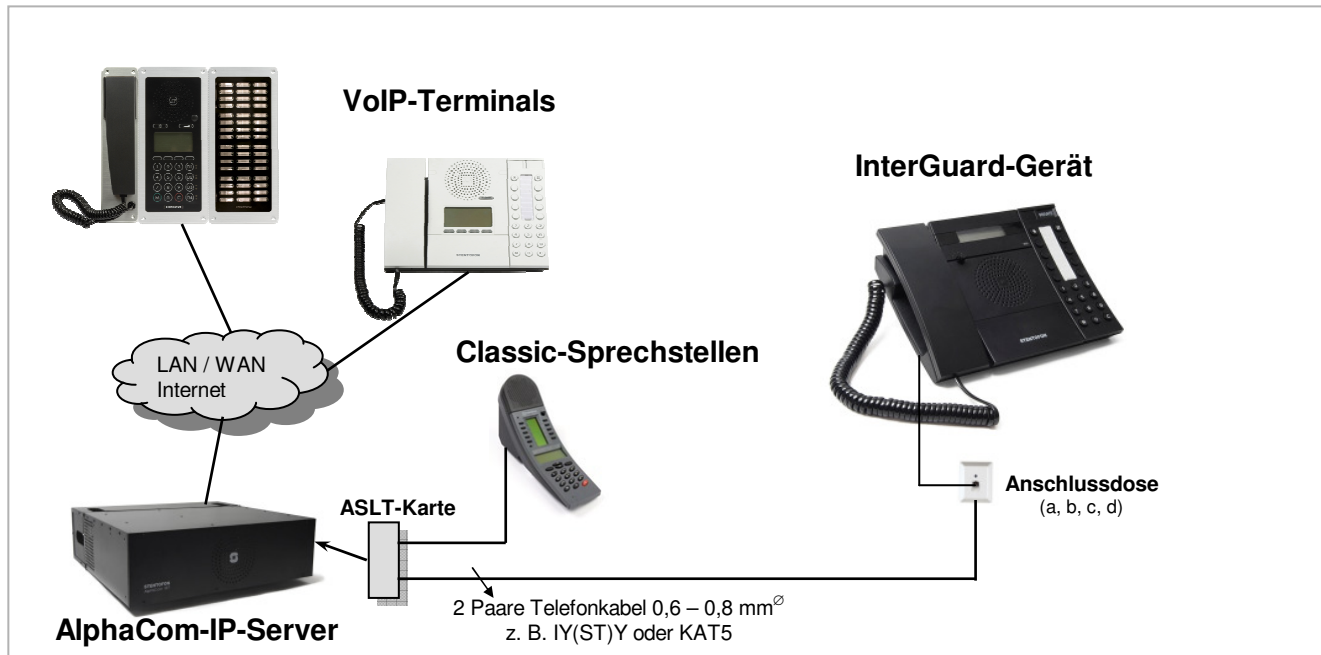 VoIP-Terminals
InterGuard-Gerät
LAN / WAN
Internet
Classic-Sprechstellen
ASLT-Karte
Anschlussdose
(a, b, c, d)
2 Paare Telefonkabel 0,6 – 0,8 mm∅
z. B. IY(ST)Y oder KAT5
AlphaCom-IP-Server